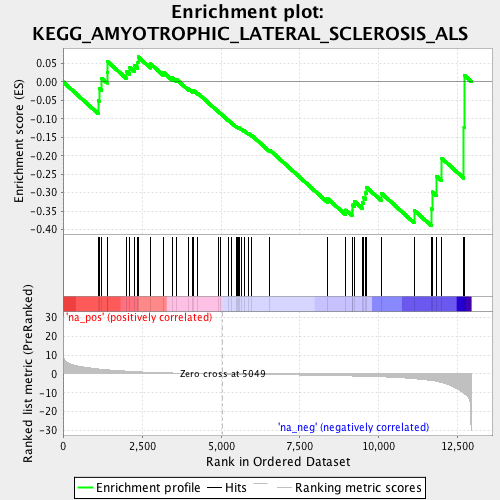 Enrichment plot:
KEGG_AMYOTROPHIC_LATERAL_SCLEROSIS_ALS
Enrichment score (ES)
0.05
0.00
-0.05
-0.10
-0.15
-0.20
-0.25
-0.30
-0.35
-0.40
'na_pos' (positively correlated)
Ranked list metric (PreRanked)
30
20
10
0
-10
-20
-30
Zero cross at 5049
'na_neg' (negatively correlated)
0
2,500
5,000
7,500
10,000
12,500
Rank in Ordered Dataset
Enrichment profile
Hits
Ranking metric scores